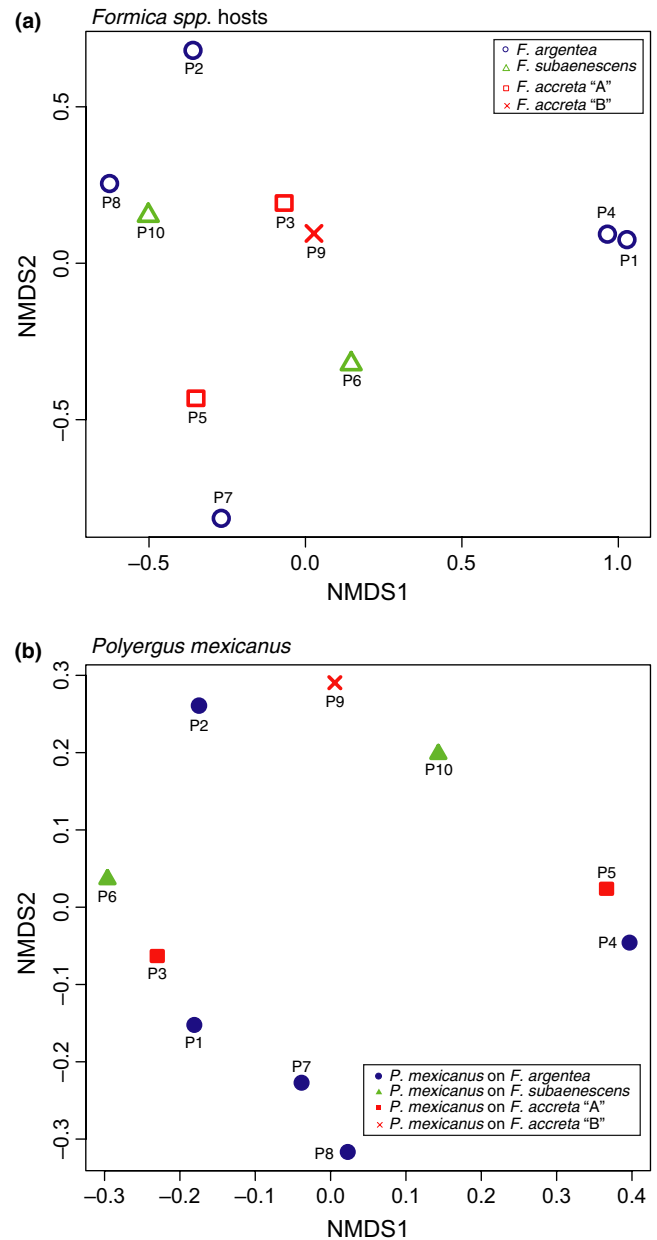 (a) Formica spp. hosts
F. argentea
F. subaenescens
F. accreta “A”
F. accreta “B”
P2
P8
P10
P3
P9
P4
P1
P6
P5
P7
NMDS2
0.5
0.0
−0.5
−0.5 0.0 0.5 1.0
NMDS1
(b) Polyergus mexicanus
P2
P9
P10
P6
P5
P3
P4
P1
P7
P8
P. mexicanus on F. argentea
P. mexicanus on F. subaenescens
P. mexicanus on F. accreta “A”
P. mexicanus on F. accreta “B”
NMDS2
0.3
0.2
0.1
0.0
−0.1
−0.2
−0.3
−0.3 −0.2 −0.1 0.0 0.1 0.2 0.3 0.4
NMDS1